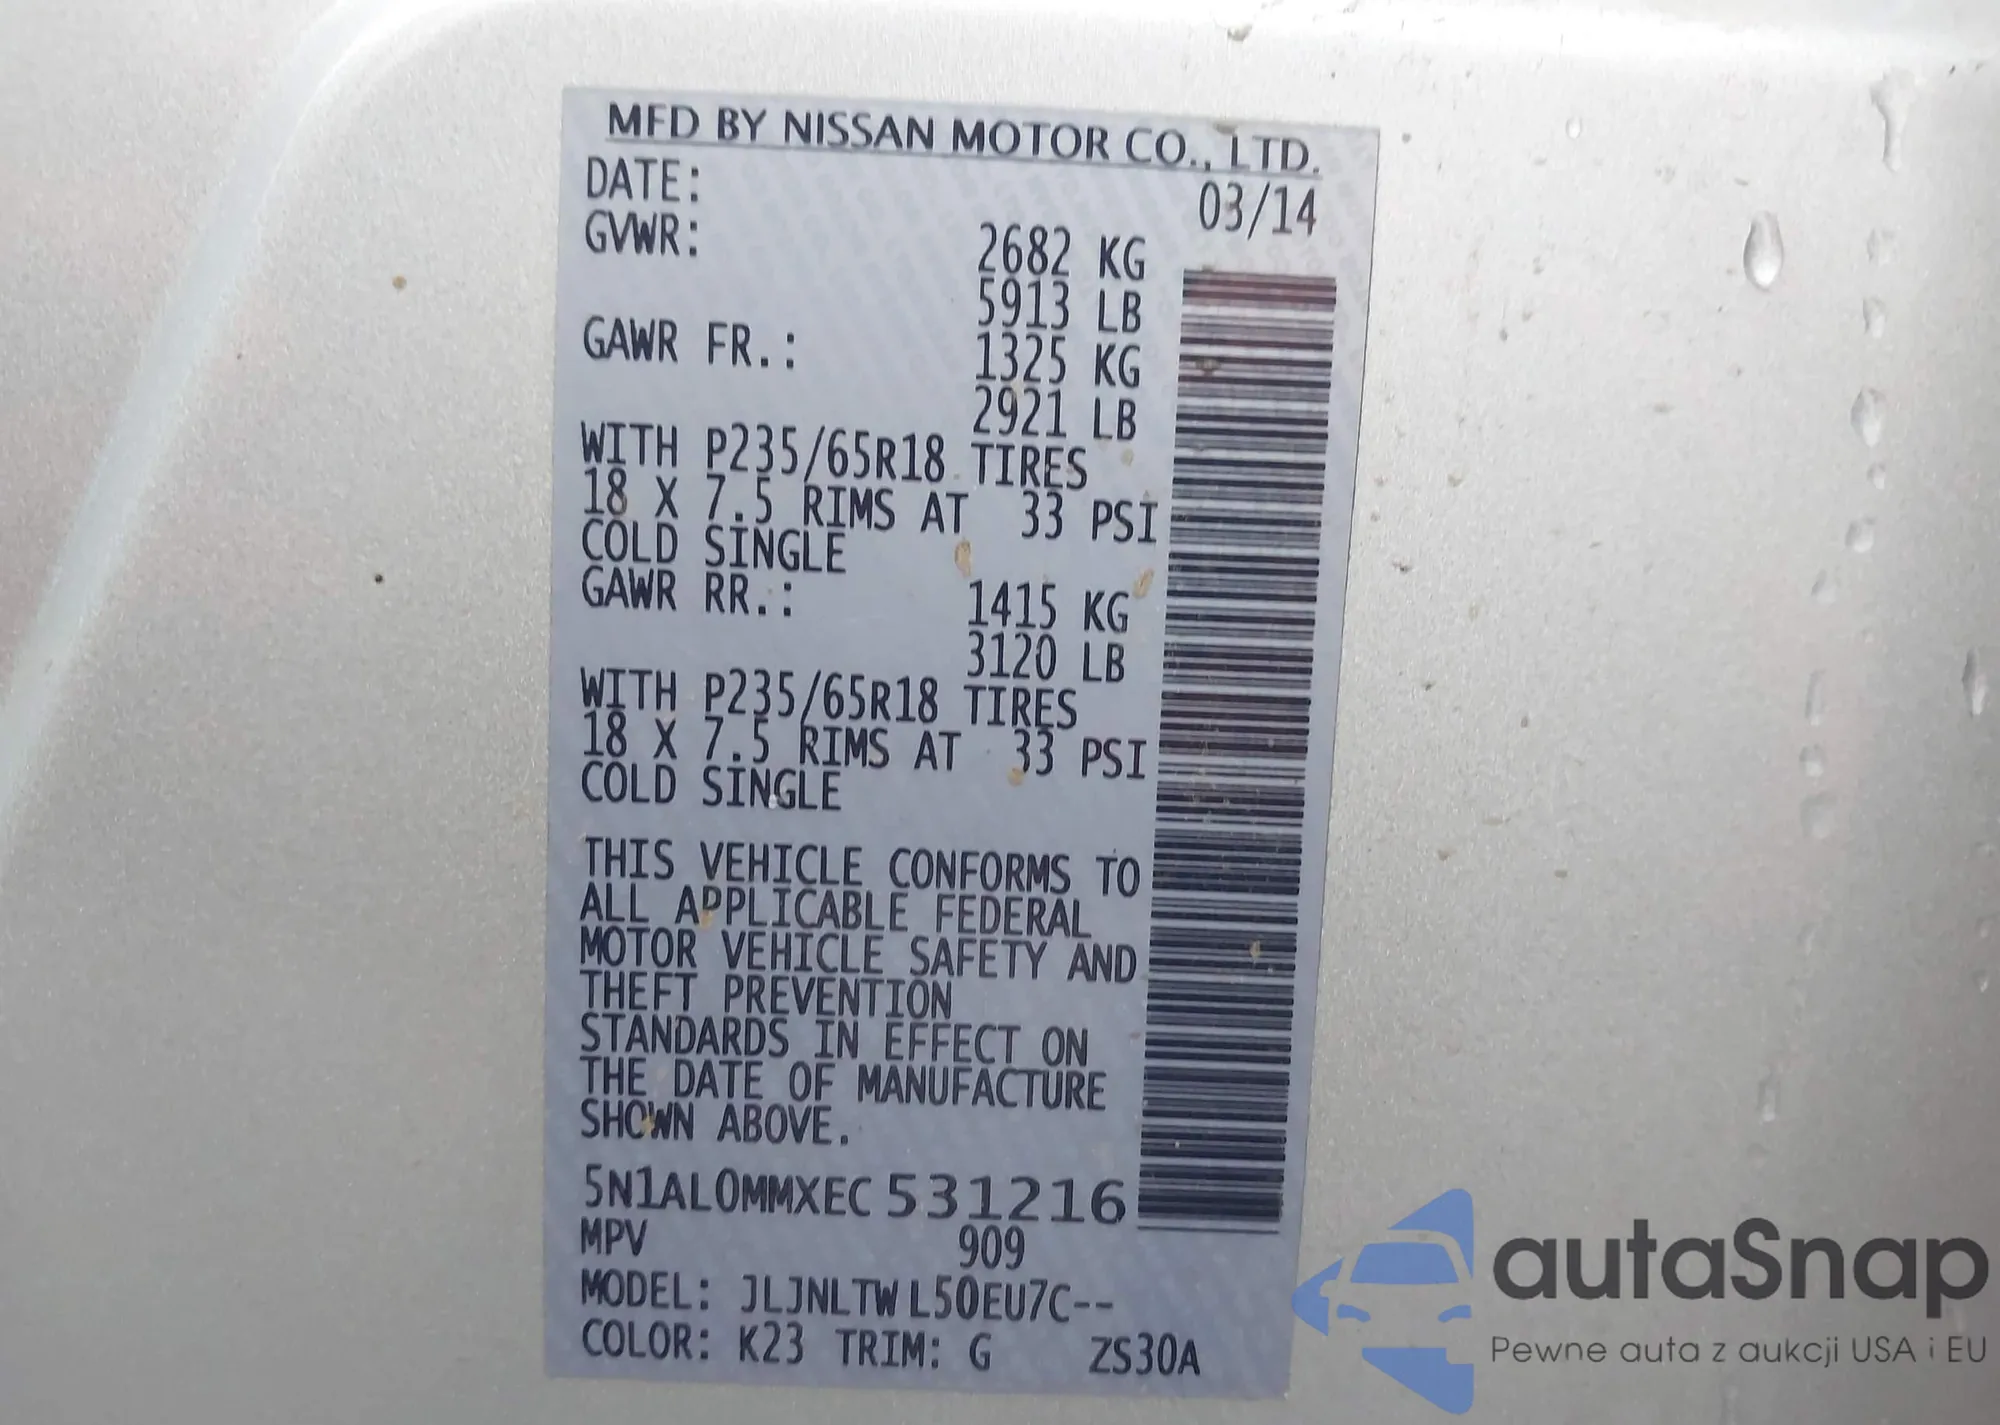 MFD BY NISSAN MOTOR CO., LTD.
DATE: 03/14
GVWR: 2682 KG
5913 LB
GAWR FR.: 1325 KG
2921 LB
WITH P235/65R18 TIRES
18 X 7.5 RIMS AT 33 PSI
COLD SINGLE
GAWR RR.: 1415 KG
3120 LB
WITH P235/65R18 TIRES
18 X 7.5 RIMS AT 33 PSI
COLD SINGLE
THIS VEHICLE CONFORMS TO
ALL APPLICABLE FEDERAL
MOTOR VEHICLE SAFETY AND
THEFT PREVENTION
STANDARDS IN EFFECT ON
THE DATE OF MANUFACTURE
SHOWN ABOVE.
5N1AL0MMXEC531216
MPV 909
MODEL: JLJNLTWL50EU7C--
COLOR: K23 TRIM: G ZS30A
autaSnap
Pewne auta z aukcji USA i EU